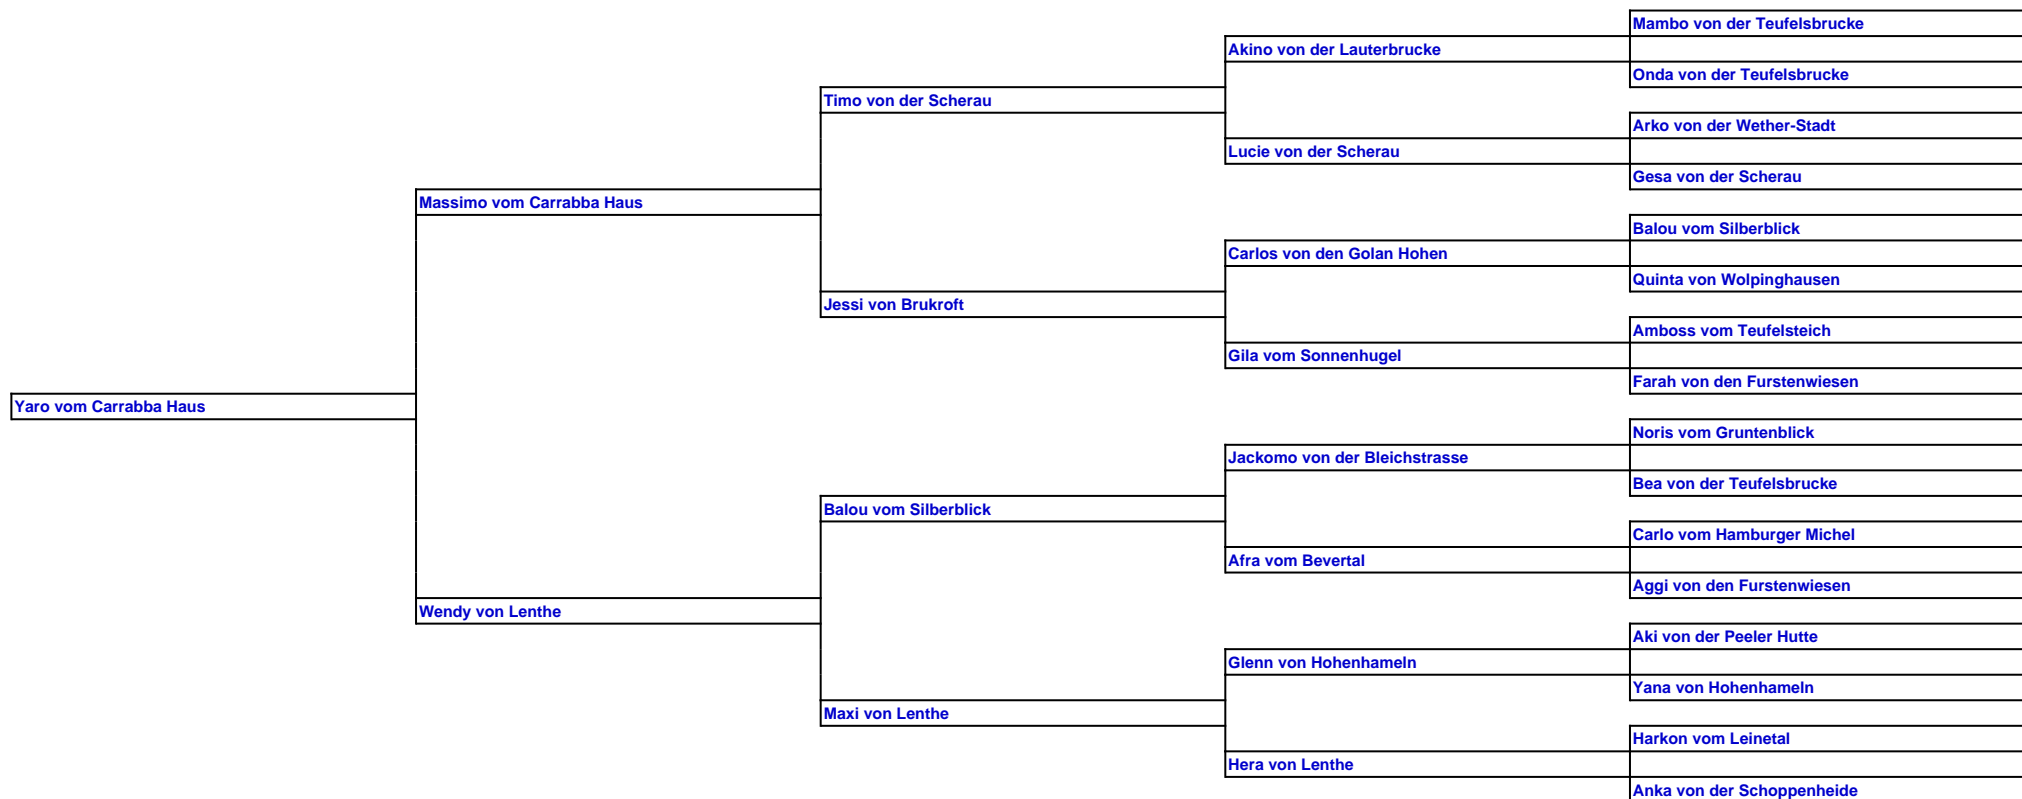 Mambo von der Teufelsbrucke
Akino von der Lauterbrucke
Onda von der Teufelsbrucke
Timo von der Scherau
Arko von der Wether-Stadt
Lucie von der Scherau
Gesa von der Scherau
Massimo vom Carrabba Haus
Balou vom Silberblick
Carlos von den Golan Hohen
Quinta von Wolpinghausen
Jessi von Brukroft
Amboss vom Teufelsteich
Gila vom Sonnenhugel
Farah von den Furstenwiesen
Yaro vom Carrabba Haus
Noris vom Gruntenblick
Jackomo von der Bleichstrasse
Bea von der Teufelsbrucke
Balou vom Silberblick
Carlo vom Hamburger Michel
Afra vom Bevertal
Aggi von den Furstenwiesen
Wendy von Lenthe
Aki von der Peeler Hutte
Glenn von Hohenhameln
Yana von Hohenhameln
Maxi von Lenthe
Harkon vom Leinetal
Hera von Lenthe
Anka von der Schoppenheide